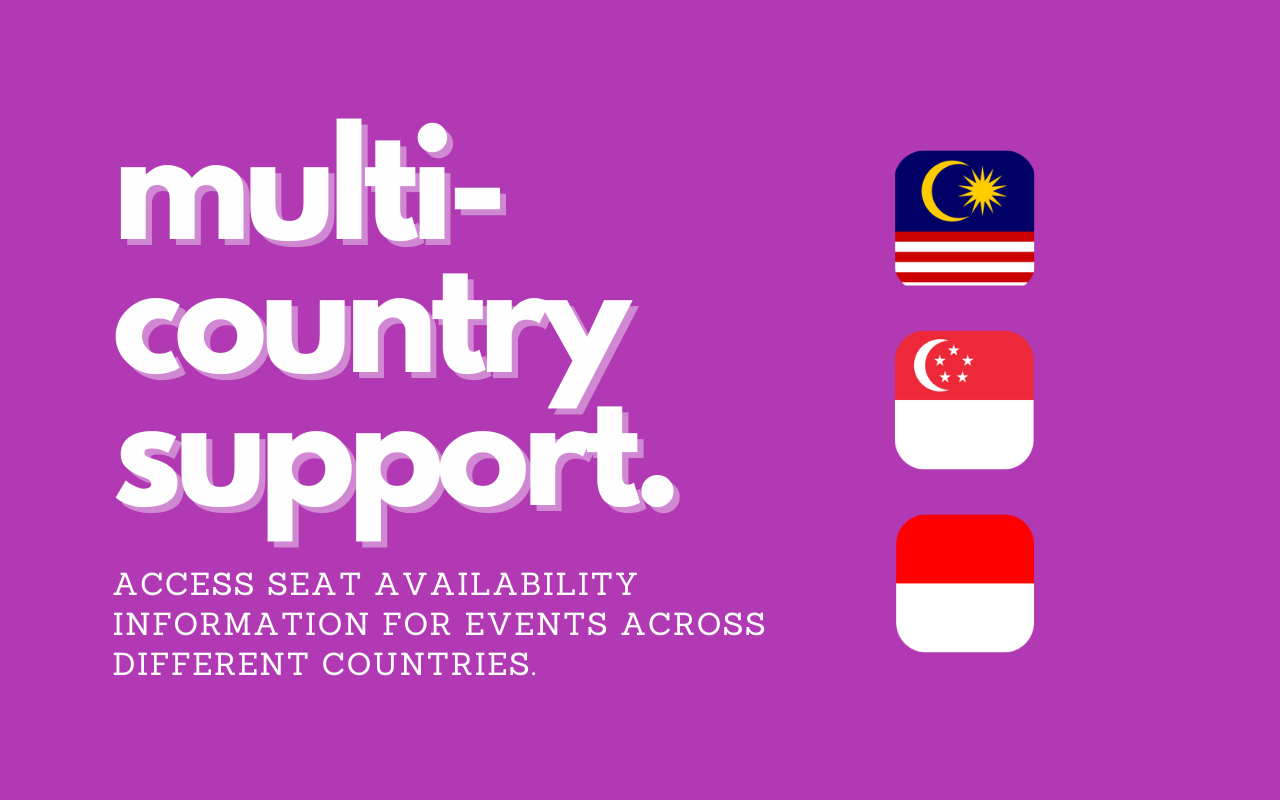 multi-
country
support.
ACCESS SEAT AVAILABILITY
INFORMATION FOR EVENTS ACROSS
DIFFERENT COUNTRIES.